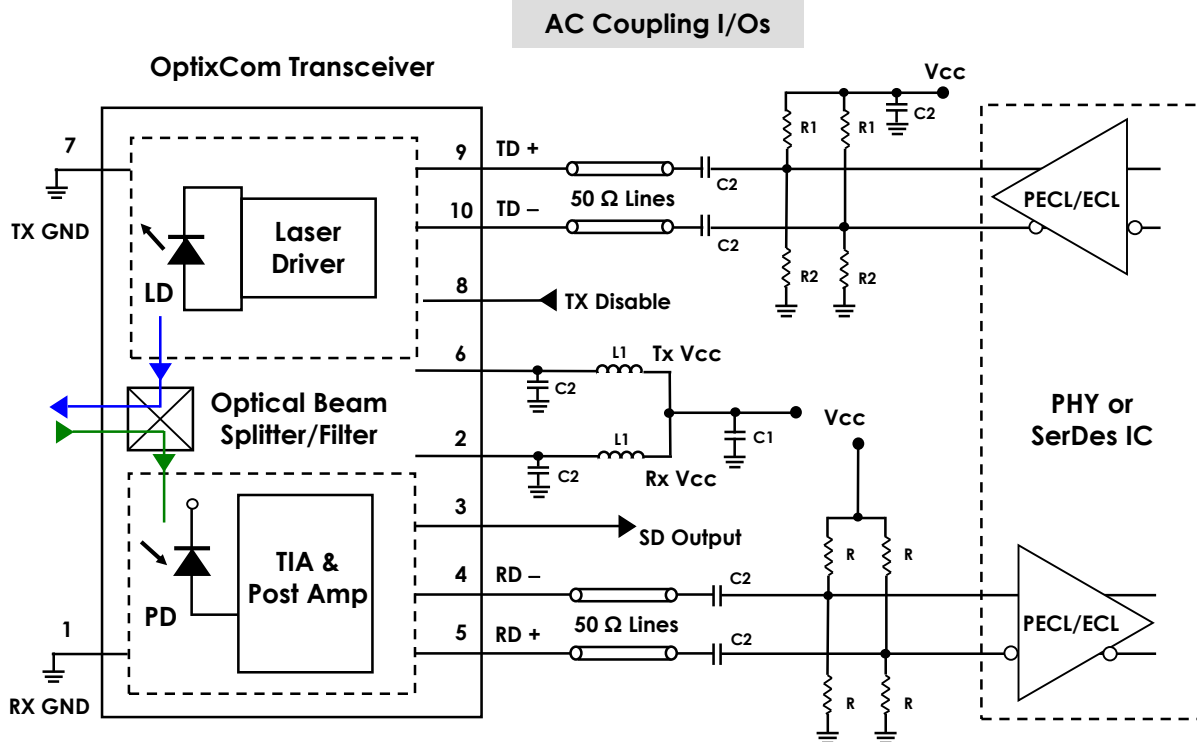 AC Coupling I/Os
OptixCom Transceiver
Vcc
7
9
TD +
R1
R1
C2
C2
50 Ω Lines
PECL/ECL
TX GND
10
TD –
C2
Laser
Driver
LD
R2
R2
8
TX Disable
6
L1
Tx Vcc
C2
Optical Beam
Splitter/Filter
Vcc
PHY or
SerDes IC
C1
2
L1
C2
Rx Vcc
3
SD Output
R
R
TIA &
Post Amp
4
RD –
C2
PD
1
50 Ω Lines
PECL/ECL
5
RD +
C2
RX GND
R
R